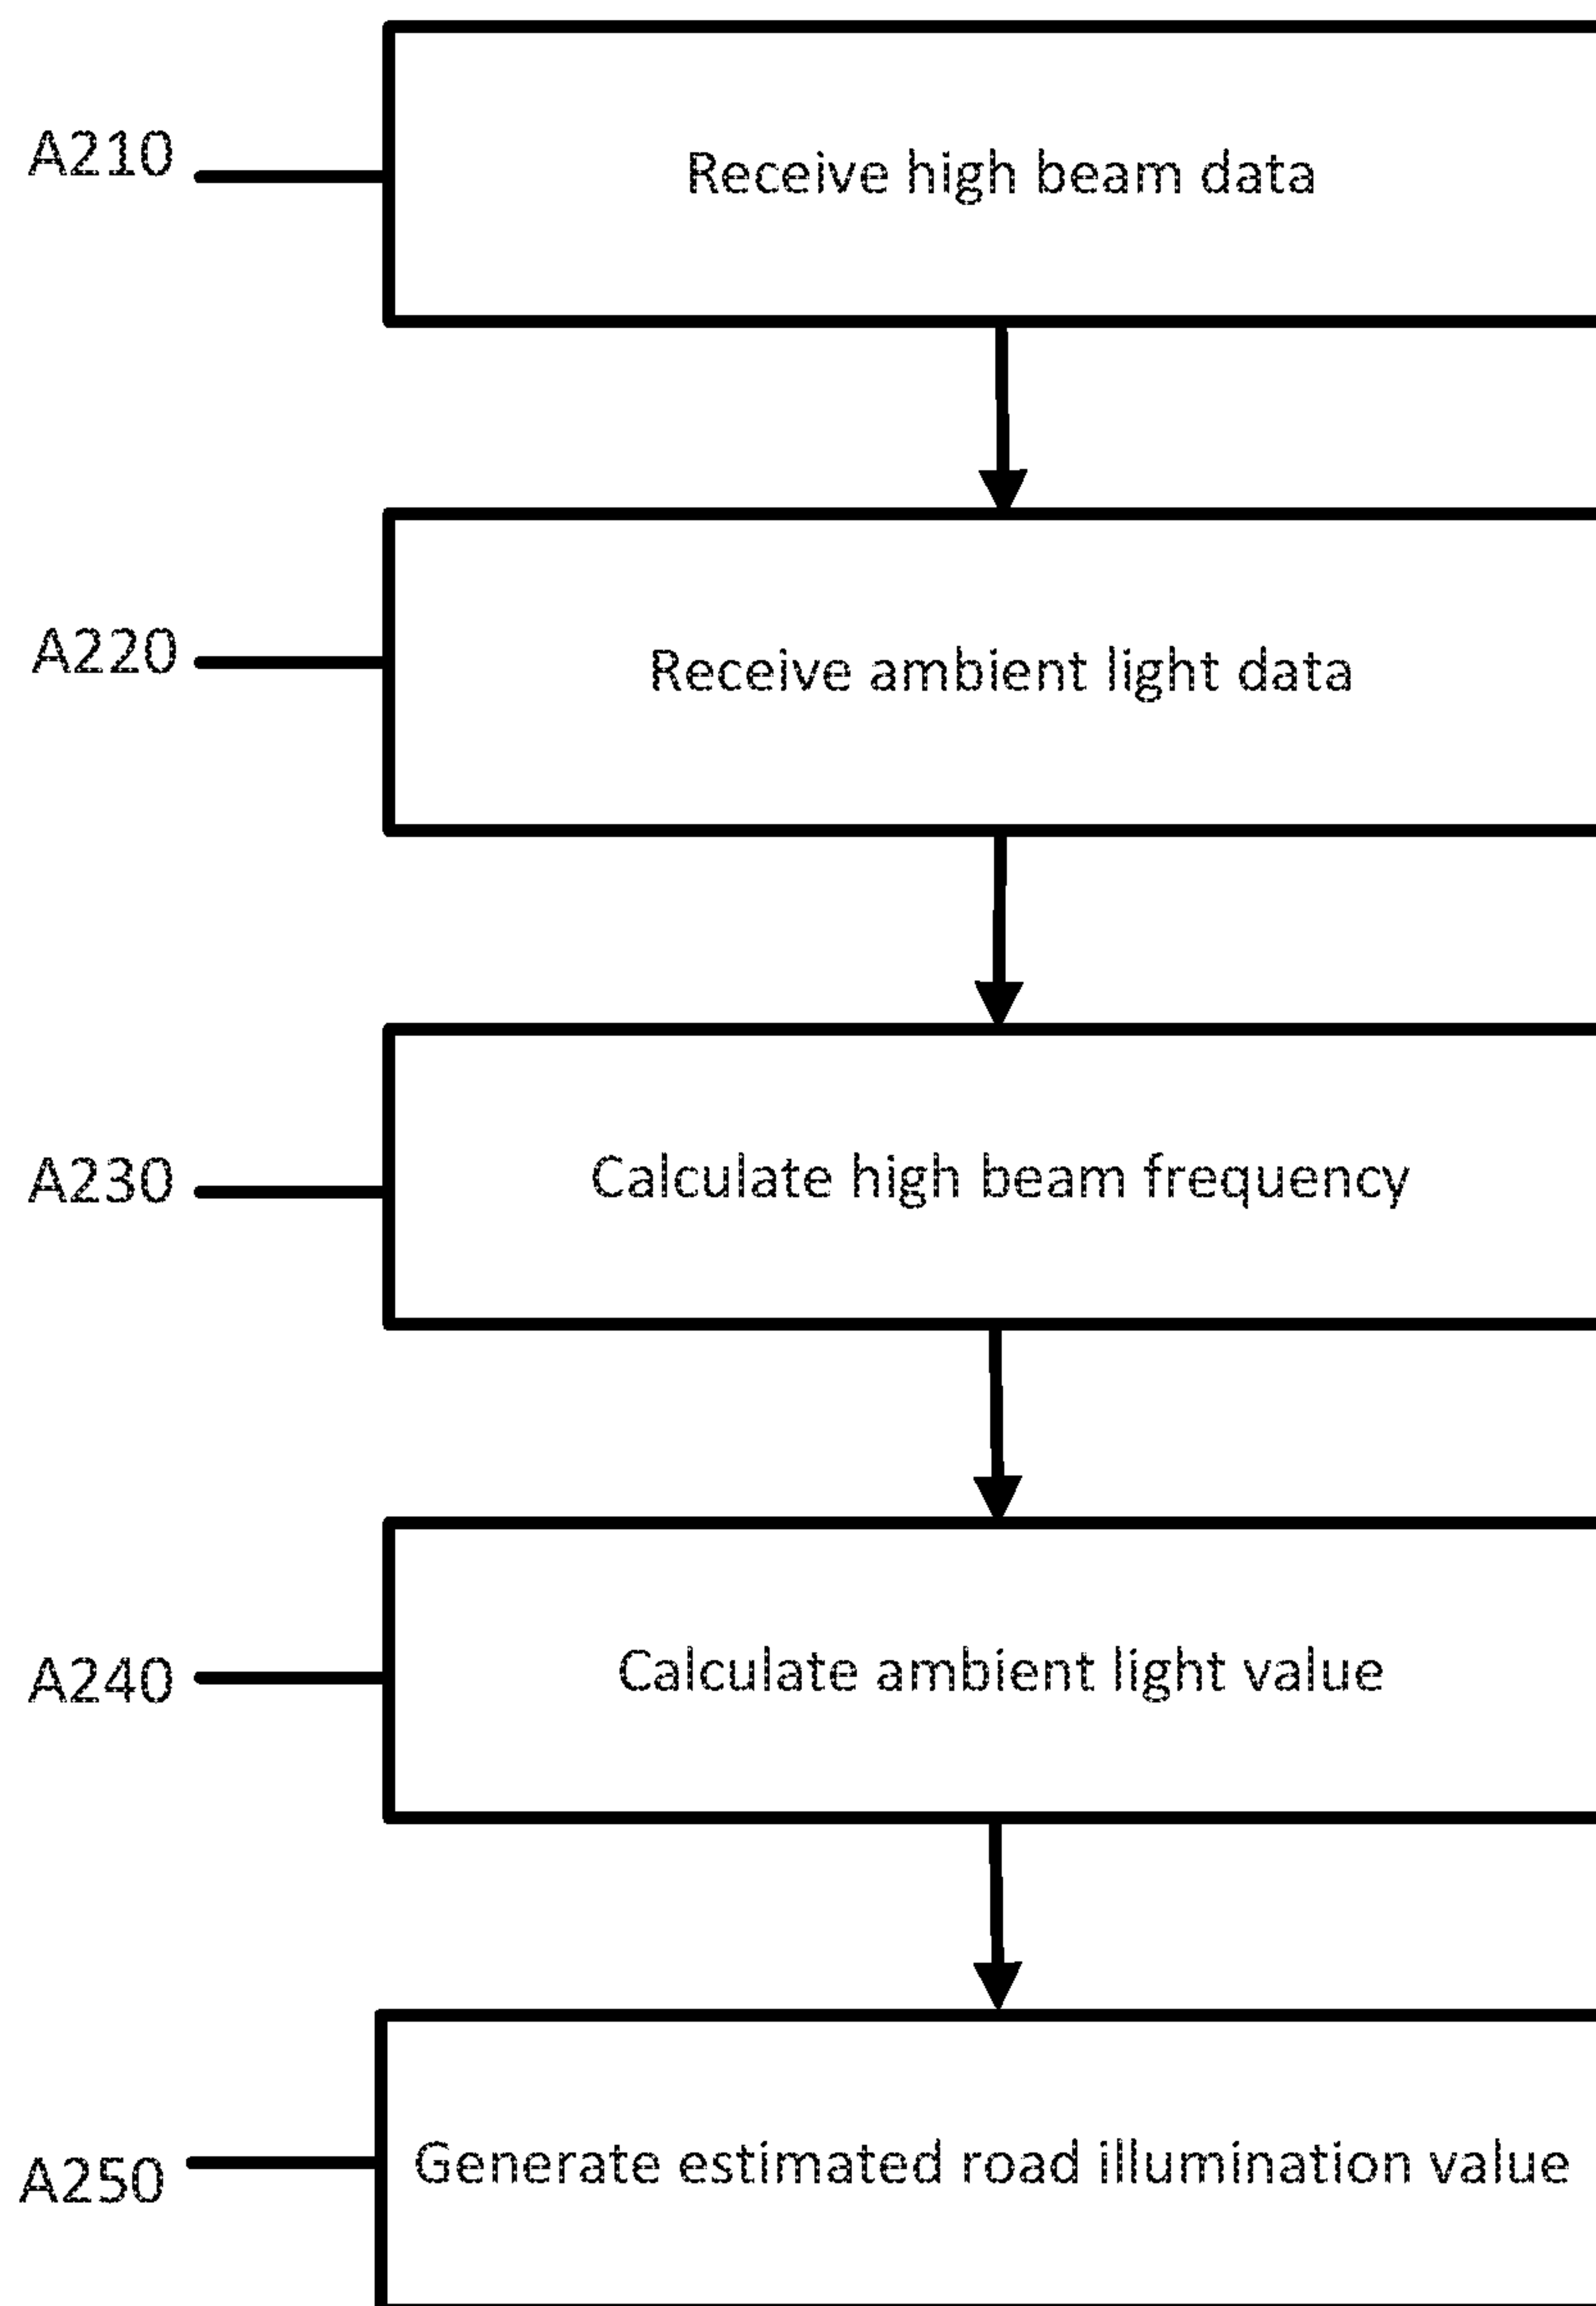 A210
Receive high beam data
A220
Receive ambient light data
A230
Calculate high beam frequency
A240
Calculate ambient light value
A250
Generate estimated road illumination value